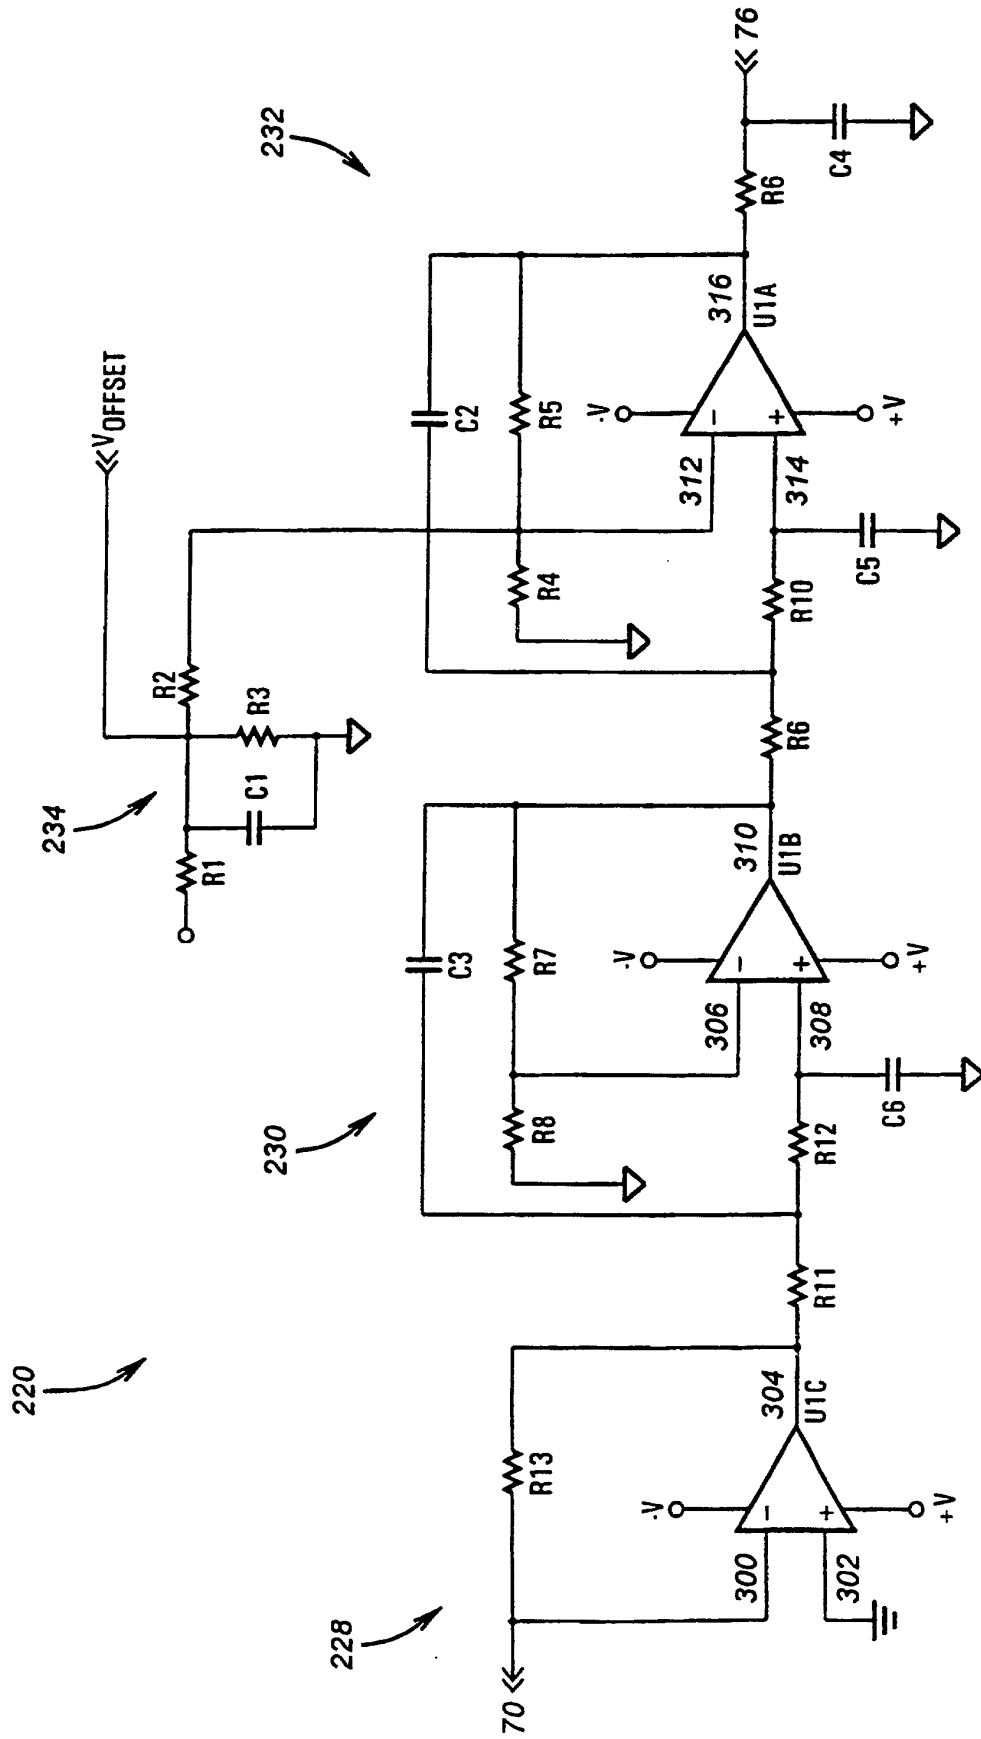 220
228
70
R13
300
302
-V
+V
304
U1C
R11
230
C3
R8
R7
R12
C6
306
308
-V
+V
310
U1B
R6
234
R1
C1
R3
R2
VOFFSET
232
C2
R4
R5
R10
C5
312
314
-V
+V
316
U1A
R6
C4
76